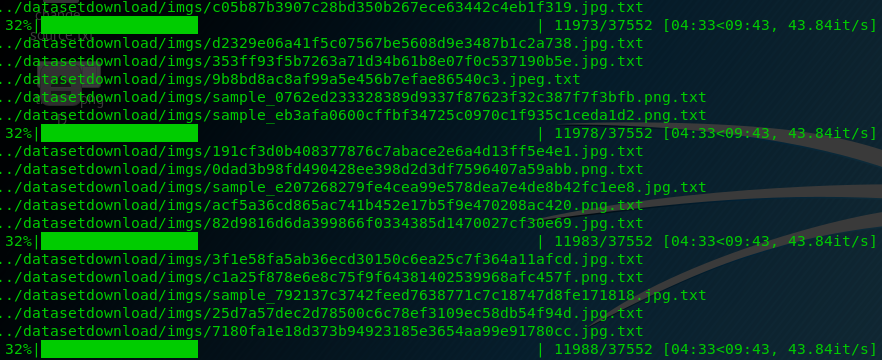 ../datasetdownload/imgs/c05b87b3907c28bd350b267ece63442c4eb1f319.jpg.txt
32%| | 11973/37552 [04:33<09:43, 43.84it/s]
../datasetdownload/imgs/d2329e06a41f5c07567be5608d9e3487b1c2a738.jpg.txt
../datasetdownload/imgs/353ff93f5b7263a71d34b61b8e07f0c537190b5e.jpg.txt
../datasetdownload/imgs/9b8bd8ac8af99a5e456b7efae86540c3.jpeg.txt
../datasetdownload/imgs/sample_0762ed233328389d9337f87623f32c387f7f3bfb.png.txt
../datasetdownload/imgs/sample_eb3afa0600cffbf34725c0970c1f935c1ceda1d2.png.txt
32%| | 11978/37552 [04:33<09:43, 43.84it/s]
../datasetdownload/imgs/191cf3d0b408377876c7abace2e6a4d13ff5e4e1.jpg.txt
../datasetdownload/imgs/0dad3b98fd490428ee398d2d3df7596407a59abb.png.txt
../datasetdownload/imgs/sample_e207268279fe4cea99e578dea7e4de8b42fc1ee8.jpg.txt
../datasetdownload/imgs/acf5a36cd865ac741b452e17b5f9e470208ac420.png.txt
../datasetdownload/imgs/82d9816d6da399866f0334385d1470027cf30e69.jpg.txt
32%| | 11983/37552 [04:33<09:43, 43.84it/s]
../datasetdownload/imgs/3f1e58fa5ab36ecd30150c6ea25c7f364a11afcd.jpg.txt
../datasetdownload/imgs/c1a25f878e6e8c75f9f64381402539968afc457f.png.txt
../datasetdownload/imgs/sample_792137c3742feed7638771c7c18747d8fe171818.jpg.txt
../datasetdownload/imgs/25d7a57dec2d78500c6c78ef3109ec58db54f94d.jpg.txt
../datasetdownload/imgs/7180fa1e18d373b94923185e3654aa99e91780cc.jpg.txt
32%| | 11988/37552 [04:33<09:43, 43.84it/s]